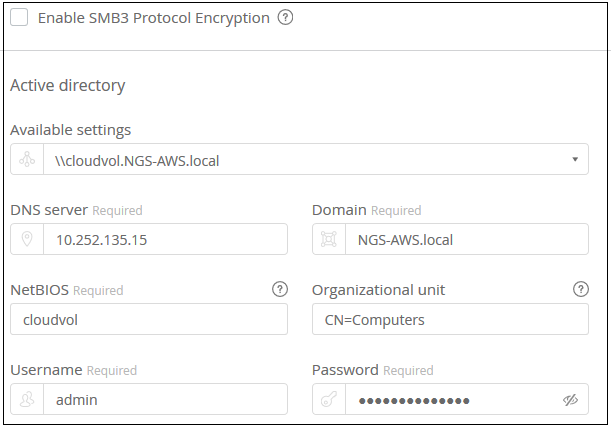 Enable SMB3 Protocol Encryption ?
Active directory
Available settings
\\cloudvol.NGS-AWS.local
DNS server Required
Domain Required
10.252.135.15
NGS-AWS.local
NetBIOS Required ?
Organizational unit ?
cloudvol
CN=Computers
Username Required
Password Required
admin
●●●●●●●●●●●●●●